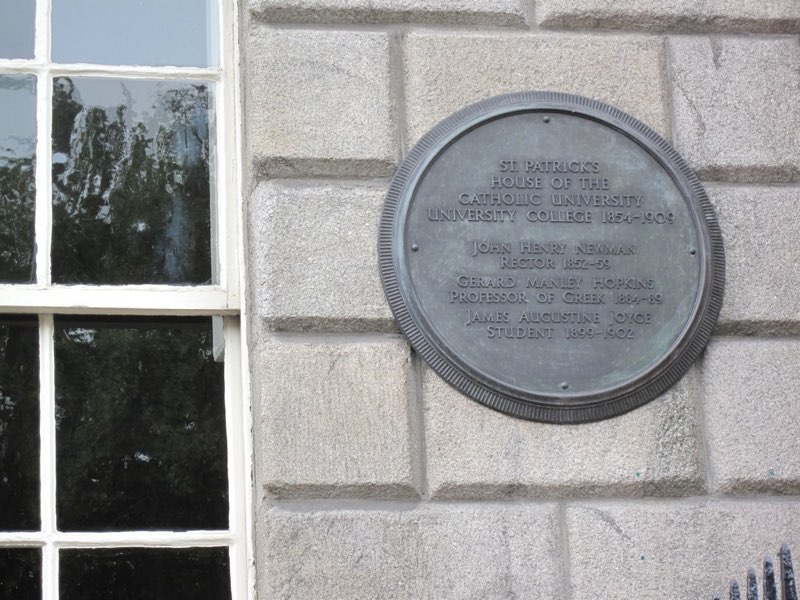 ST. PATRICK'S
HOUSE OF THE
CATHOLIC UNIVERSITY
UNIVERSITY COLLEGE 1854-1909
JOHN HENRY NEWMAN
RECTOR 1852-59
GERARD MANLEY HOPKINS
PROFESSOR OF GREEK 1884-89
JAMES AUGUSTINE JOYCE
STUDENT 1899-1902